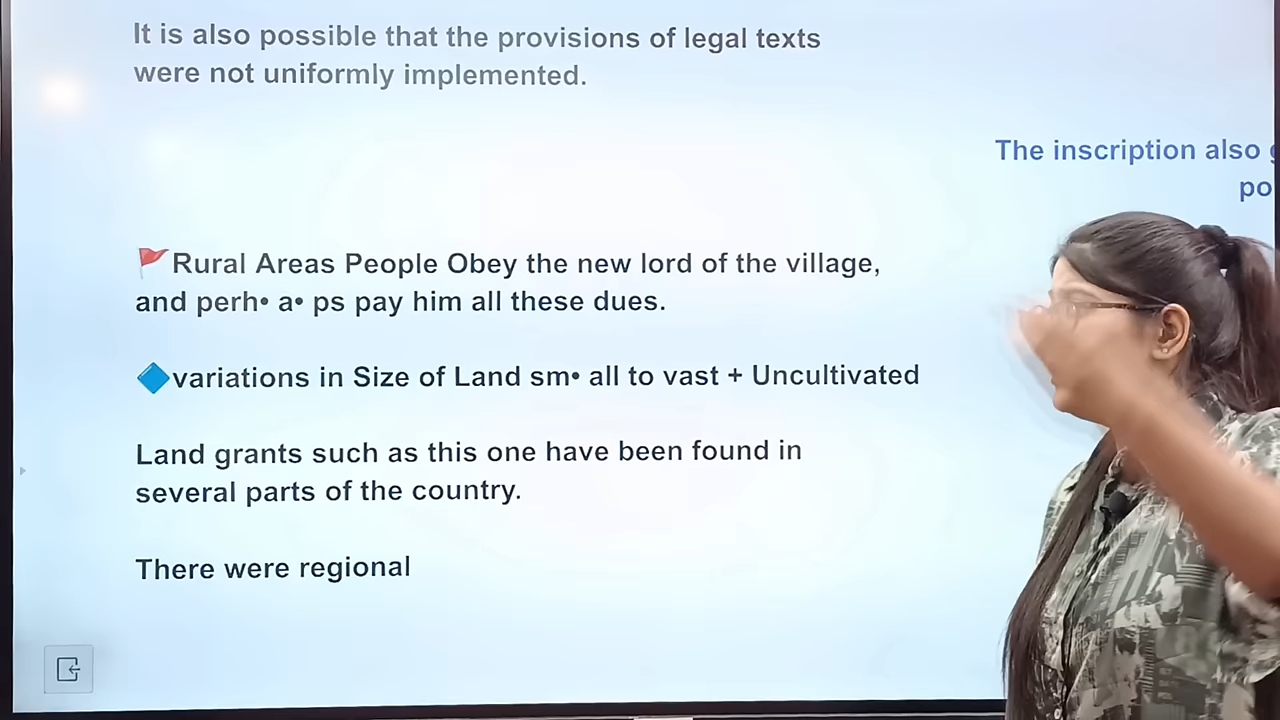 It is also possible that the provisions of legal texts
were not uniformly implemented.
The inscription also
po
Rural Areas People Obey the new lord of the village,
and perh• a• ps pay him all these dues.
variations in Size of Land sm• all to vast + Uncultivated
Land grants such as this one have been found in
several parts of the country.
There were regional